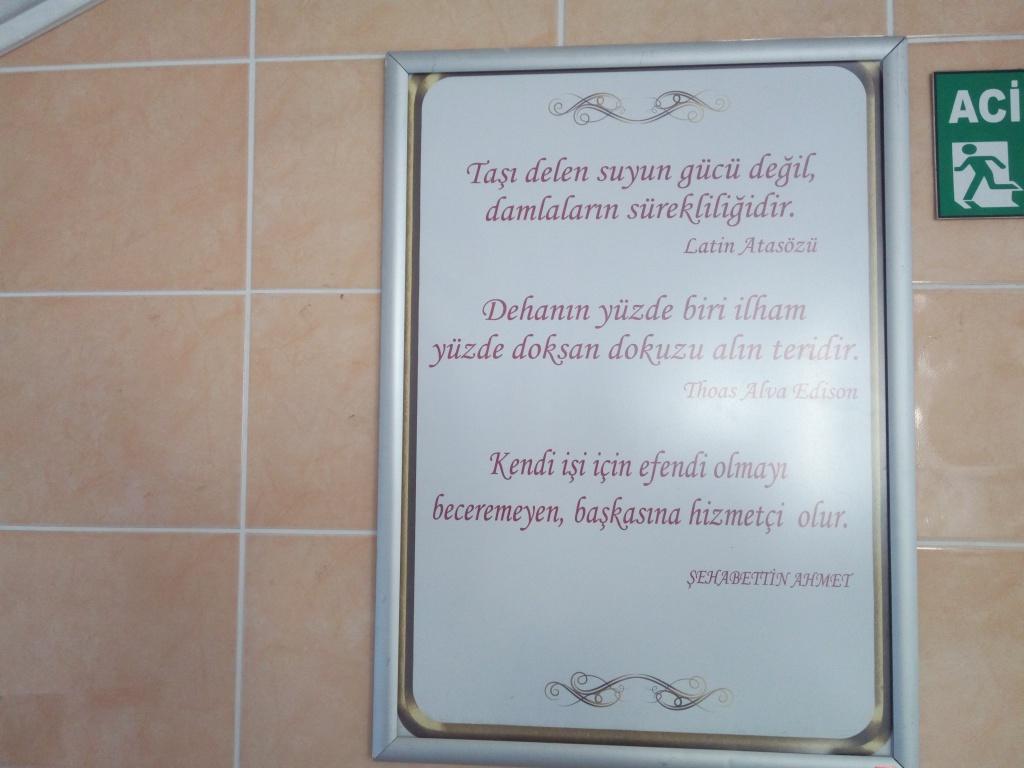 Taşı delen suyun gücü değil,
damlaların sürekliliğidir.
Latin Atasözü
Dehanın yüzde biri ilham
yüzde doksan dokuzu alın teridir.
Thoas Alva Edison
Kendi işi için efendi olmayı
beceremeyen, başkasına hizmetçi olur.
ŞEHABETTİN AHMET
ACİ